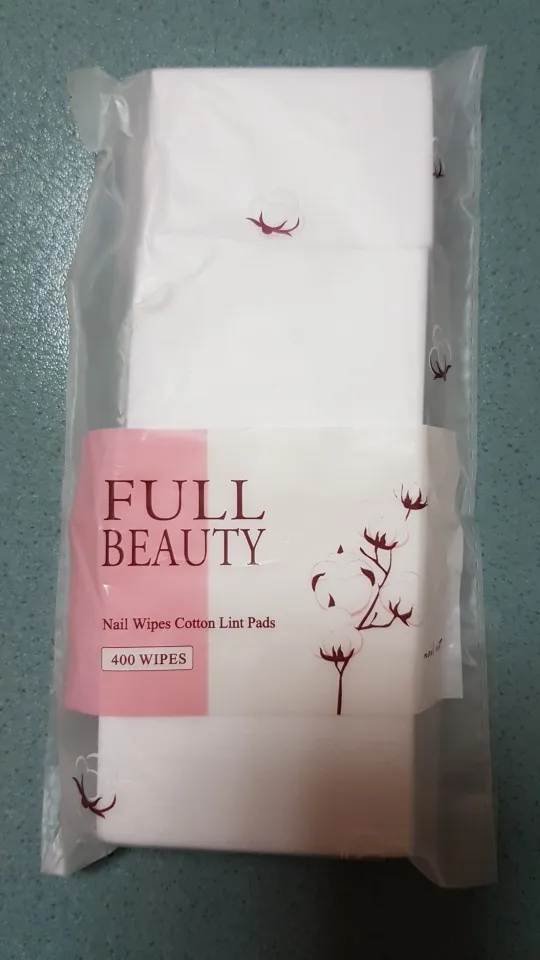 FULL
BEAUTY
Nail Wipes Cotton Lint Pads
400 WIPES